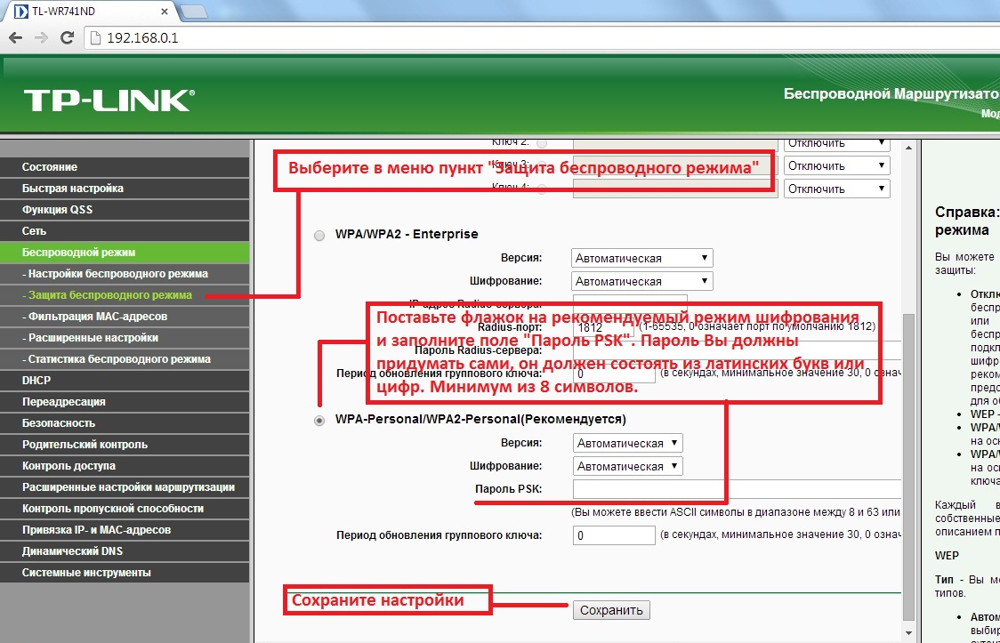 TL-WR741ND
192.168.0.1
TP-LINK®
Беспроводной Маршрутизато
Мод
Состояние
Быстрая настройка
Функция QSS
Сеть
Беспроводной режим
- Настройки беспроводного режима
- Защита беспроводного режима
- Фильтрация MAC-адресов
- Расширенные настройки
- Статистика беспроводного режима
DHCP
Переадресация
Безопасность
Родительский контроль
Контроль доступа
Расширенные настройки маршрутизации
Контроль пропускной способности
Привязка IP- и MAC-адресов
Динамический DNS
Системные инструменты
Ключ 2: Отключить
Выберите в меню пункт "Защита беспроводного режима"
Ключ 3: Отключить
Ключ 4: Отключить
WPA/WPA2 - Enterprise
Версия: Автоматическая
Шифрование: Автоматическая
IP-адрес Radius-сервера:
Поставьте флажок на рекомендуемый режим шифрования
и заполните поле "Пароль PSK". Пароль Вы должны
придумать сами, он должен состоять из латинских букв или
цифр. Минимум из 8 символов.
Radius-порт: 1812 (1-65535, 0 означает порт по умолчанию 1812)
Пароль Radius-сервера:
Период обновления группового ключа: 0 (в секундах, минимальное значение 30, 0 означ
WPA-Personal/WPA2-Personal(Рекомендуется)
Версия: Автоматическая
Шифрование: Автоматическая
Пароль PSK:
(Вы можете ввести ASCII символы в диапазоне между 8 и 63 или
Период обновления группового ключа: 0 (в секундах, минимальное значение 30, 0 означ
Сохраните настройки
Сохранить
Справка:
режима
Вы можете
защиты:
Отклю
беспр
или
беспр
подкл
шифр
реком
предо
для об
WEP -
WPA/W
на осн
WPA/W
на осн
ключа
Каждый в
собственные
описанием п
WEP
Тип - Вы мо
типов.
Автом
выбир